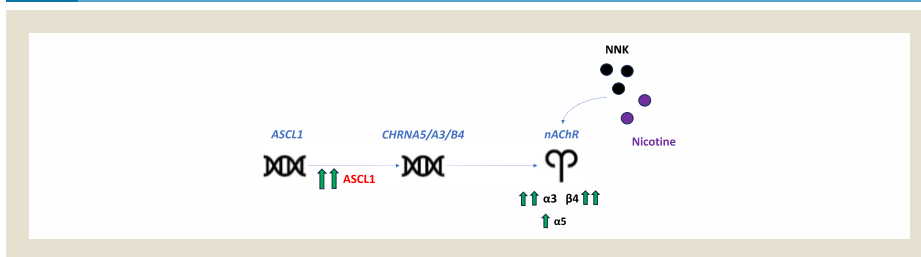 NNK
ASCL1
CHRNA5/A3/B4
nAChR
Nicotine
ASCL1
α3
β4
α5